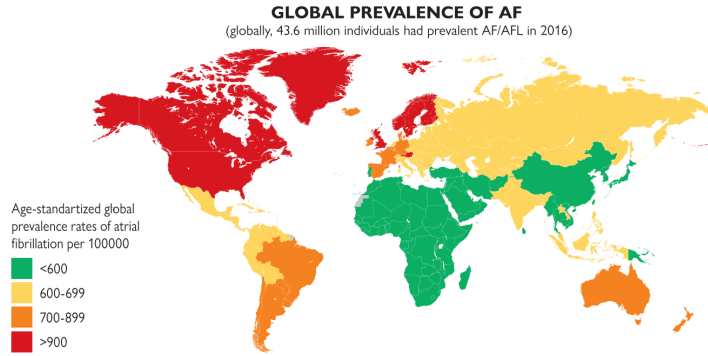 GLOBAL PREVALENCE OF AF
(globally, 43.6 million individuals had prevalent AF/AFL in 2016)
Age-standartized global
prevalence rates of atrial
fibrillation per 100000
<600
600-699
700-899
>900